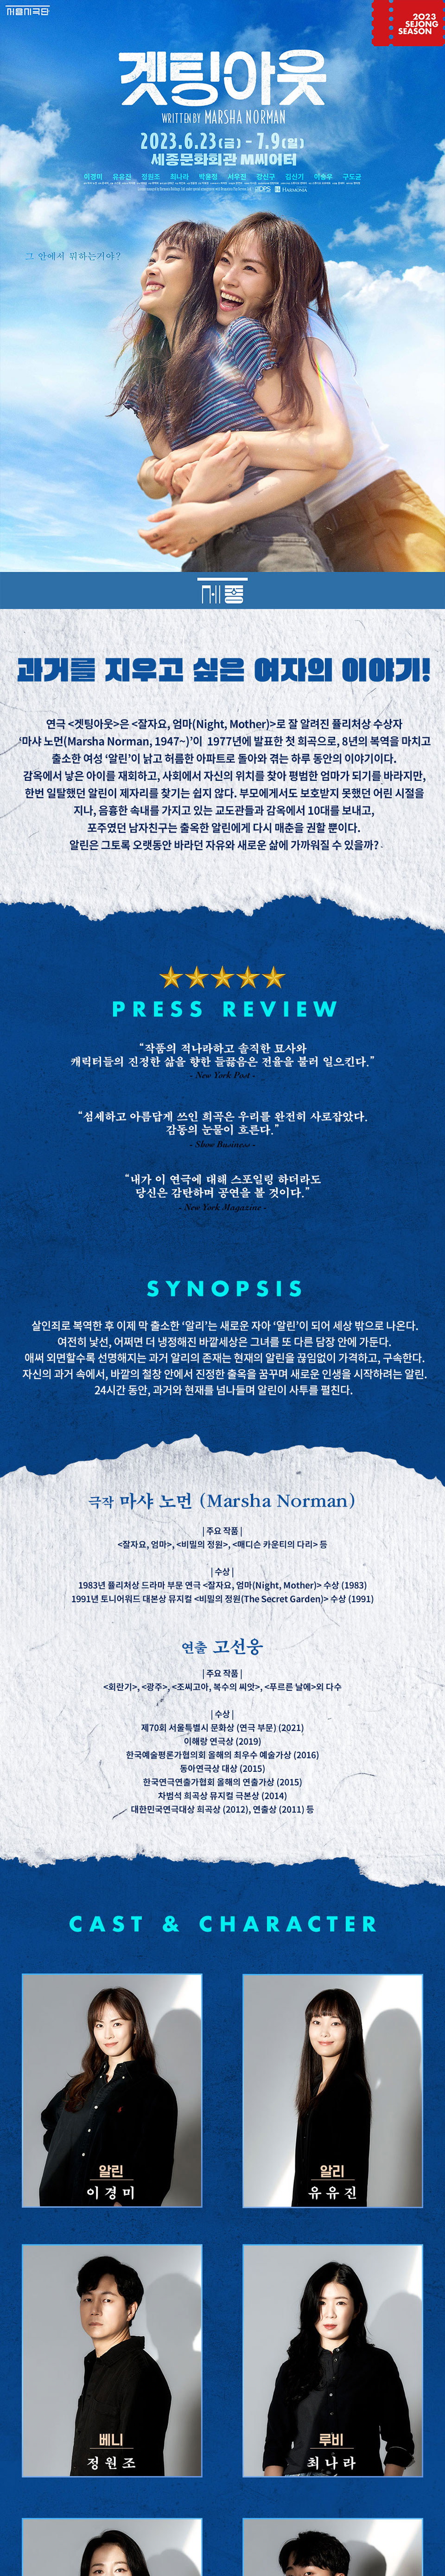 서울시극단
2023
SEJONG
SEASON
겟팅아웃
WRITTEN BY MARSHA NORMAN
2023.6.23(금) - 7.9(일)
세종문화회관 M씨어터
이경미 유유진 정원조 최나라 박윤정 서우진 강신구 김신기 이승우 구도균
그 안에서 뭐하는거야?
세종
과거를 지우고 싶은 여자의 이야기!
연극 <겟팅아웃>은 <잘자요, 엄마(Night, Mother)>로 잘 알려진 퓰리처상 수상자
‘마샤 노먼(Marsha Norman, 1947~)’이 1977년에 발표한 첫 희곡으로, 8년의 복역을 마치고
출소한 여성 ‘알린’이 낡고 허름한 아파트로 돌아와 겪는 하루 동안의 이야기이다.
감옥에서 낳은 아이를 재회하고, 사회에서 자신의 위치를 찾아 평범한 엄마가 되기를 바라지만,
한번 일탈했던 알린이 제자리를 찾기는 쉽지 않다. 부모에게서도 보호받지 못했던 어린 시절을
지나, 음흉한 속내를 가지고 있는 교도관들과 감옥에서 10대를 보내고,
포주였던 남자친구는 출옥한 알린에게 다시 매춘을 권할 뿐이다.
알린은 그토록 오랫동안 바라던 자유와 새로운 삶에 가까워질 수 있을까?
PRESS REVIEW
“작품의 적나라하고 솔직한 묘사와
캐릭터들의 진정한 삶을 향한 들끓음은 전율을 불러 일으킨다.”
- New York Post -
“섬세하고 아름답게 쓰인 희곡은 우리를 완전히 사로잡았다.
감동의 눈물이 흐른다.”
- Show Business -
“내가 이 연극에 대해 스포일링 하더라도
당신은 감탄하며 공연을 볼 것이다.”
- New York Magazine -
SYNOPSIS
살인죄로 복역한 후 이제 막 출소한 ‘알리’는 새로운 자아 ‘알린’이 되어 세상 밖으로 나온다.
여전히 낯선, 어쩌면 더 냉정해진 바깥세상은 그녀를 또 다른 담장 안에 가둔다.
애써 외면할수록 선명해지는 과거 알리의 존재는 현재의 알린을 끊임없이 가격하고, 구속한다.
자신의 과거 속에서, 바깥의 철창 안에서 진정한 출옥을 꿈꾸며 새로운 인생을 시작하려는 알린.
24시간 동안, 과거와 현재를 넘나들며 알린이 사투를 펼친다.
극작 마샤 노먼 (Marsha Norman)
| 주요 작품 |
<잘자요, 엄마>, <비밀의 정원>, <매디슨 카운티의 다리> 등
| 수상 |
1983년 퓰리처상 드라마 부문 연극 <잘자요, 엄마(Night, Mother)> 수상 (1983)
1991년 토니어워드 대본상 뮤지컬 <비밀의 정원(The Secret Garden)> 수상 (1991)
연출 고선웅
| 주요 작품 |
<회란기>, <광주>, <조씨고아, 복수의 씨앗>, <푸르른 날에>외 다수
| 수상 |
제70회 서울특별시 문화상 (연극 부문) (2021)
이해랑 연극상 (2019)
한국예술평론가협의회 올해의 최우수 예술가상 (2016)
동아연극상 대상 (2015)
한국연극연출가협회 올해의 연출가상 (2015)
차범석 희곡상 뮤지컬 극본상 (2014)
대한민국연극대상 희곡상 (2012), 연출상 (2011) 등
CAST & CHARACTER
알린
이경미
알리
유유진
베니
정원조
루비
최나라